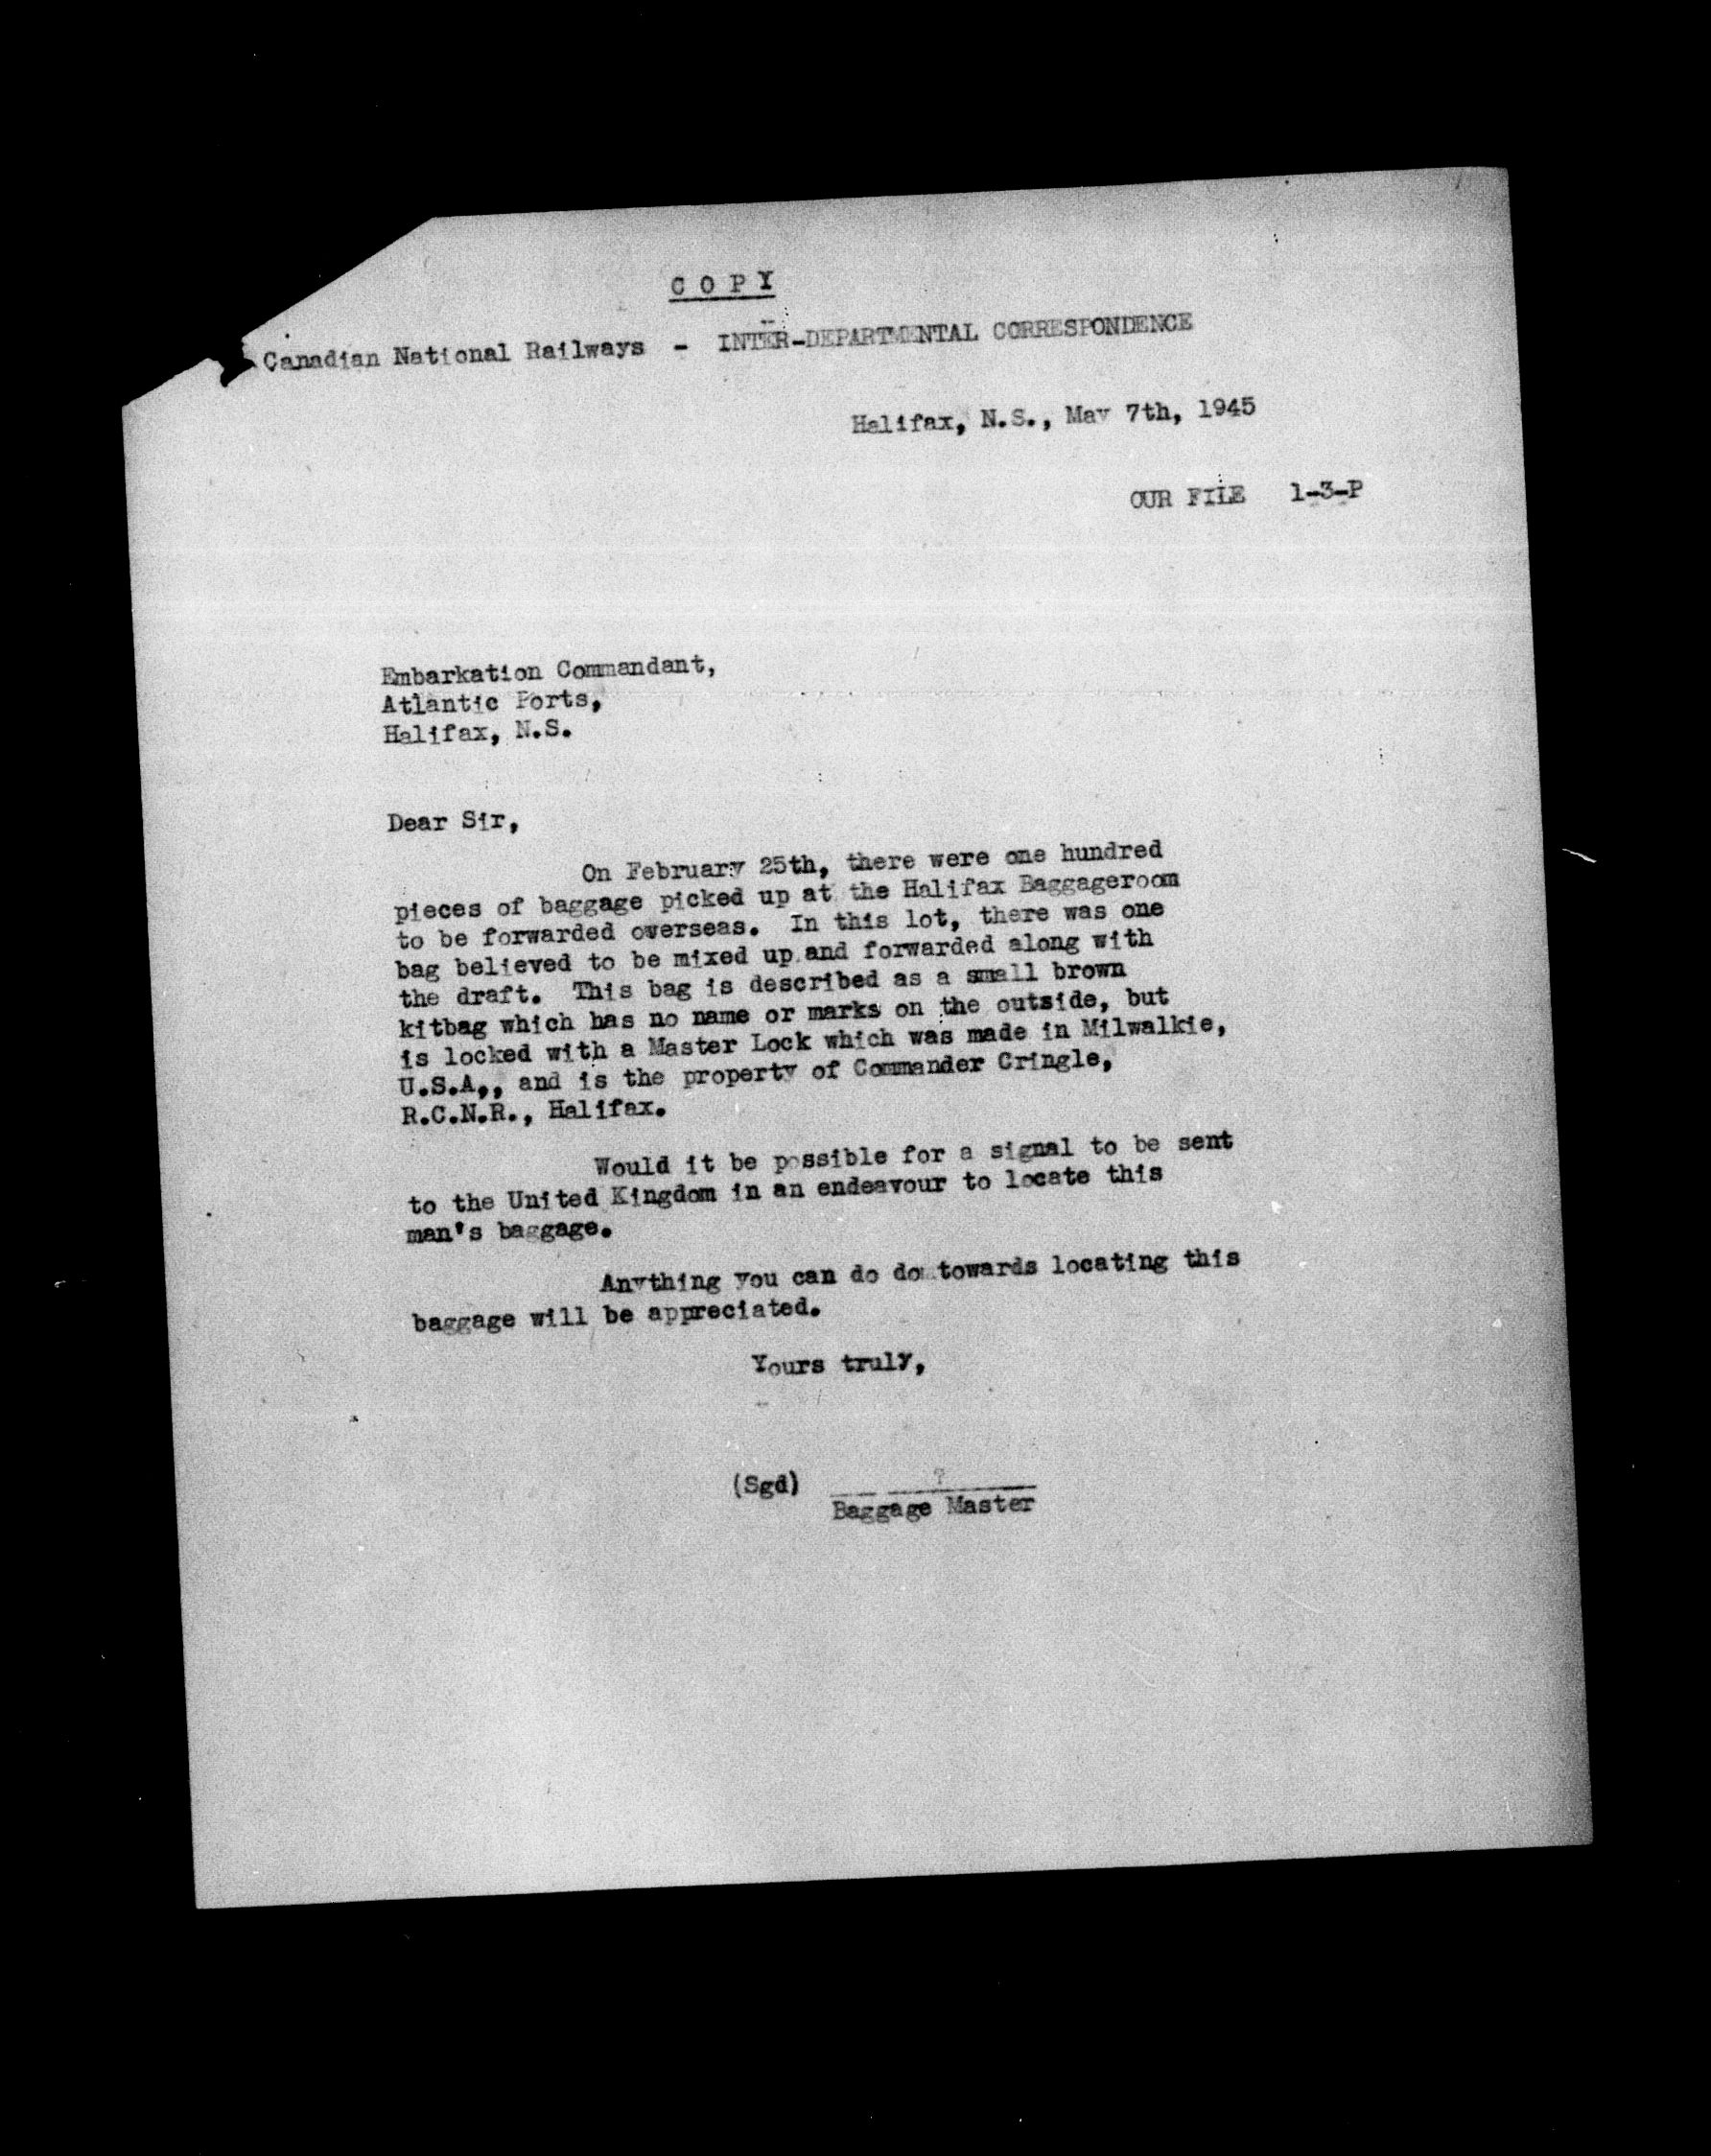 COPY
Canadian National Railways - INTER-DEPARTMENTAL CORRESPONDENCE
Halifax, N.S., May 7th, 1945
OUR FILE 1-3-P
Embarkation Commandant,
Atlantic Ports,
Halifax, N.S.
Dear Sir,
On February 25th, there were one hundred
pieces of baggage picked up at the Halifax Baggageroom
to be forwarded overseas. In this lot, there was one
bag believed to be mixed up and forwarded along with
the draft. This bag is described as a small brown
kitbag which has no name or marks on the outside, but
is locked with a Master Lock which was made in Milwalkie,
U.S.A., and is the property of Commander Cringle,
R.C.N.R., Halifax.
Would it be possible for a signal to be sent
to the United Kingdom in an endeavour to locate this
man's baggage.
Anything you can do do towards locating this
baggage will be appreciated.
Yours truly,
(Sgd) ?
Baggage Master